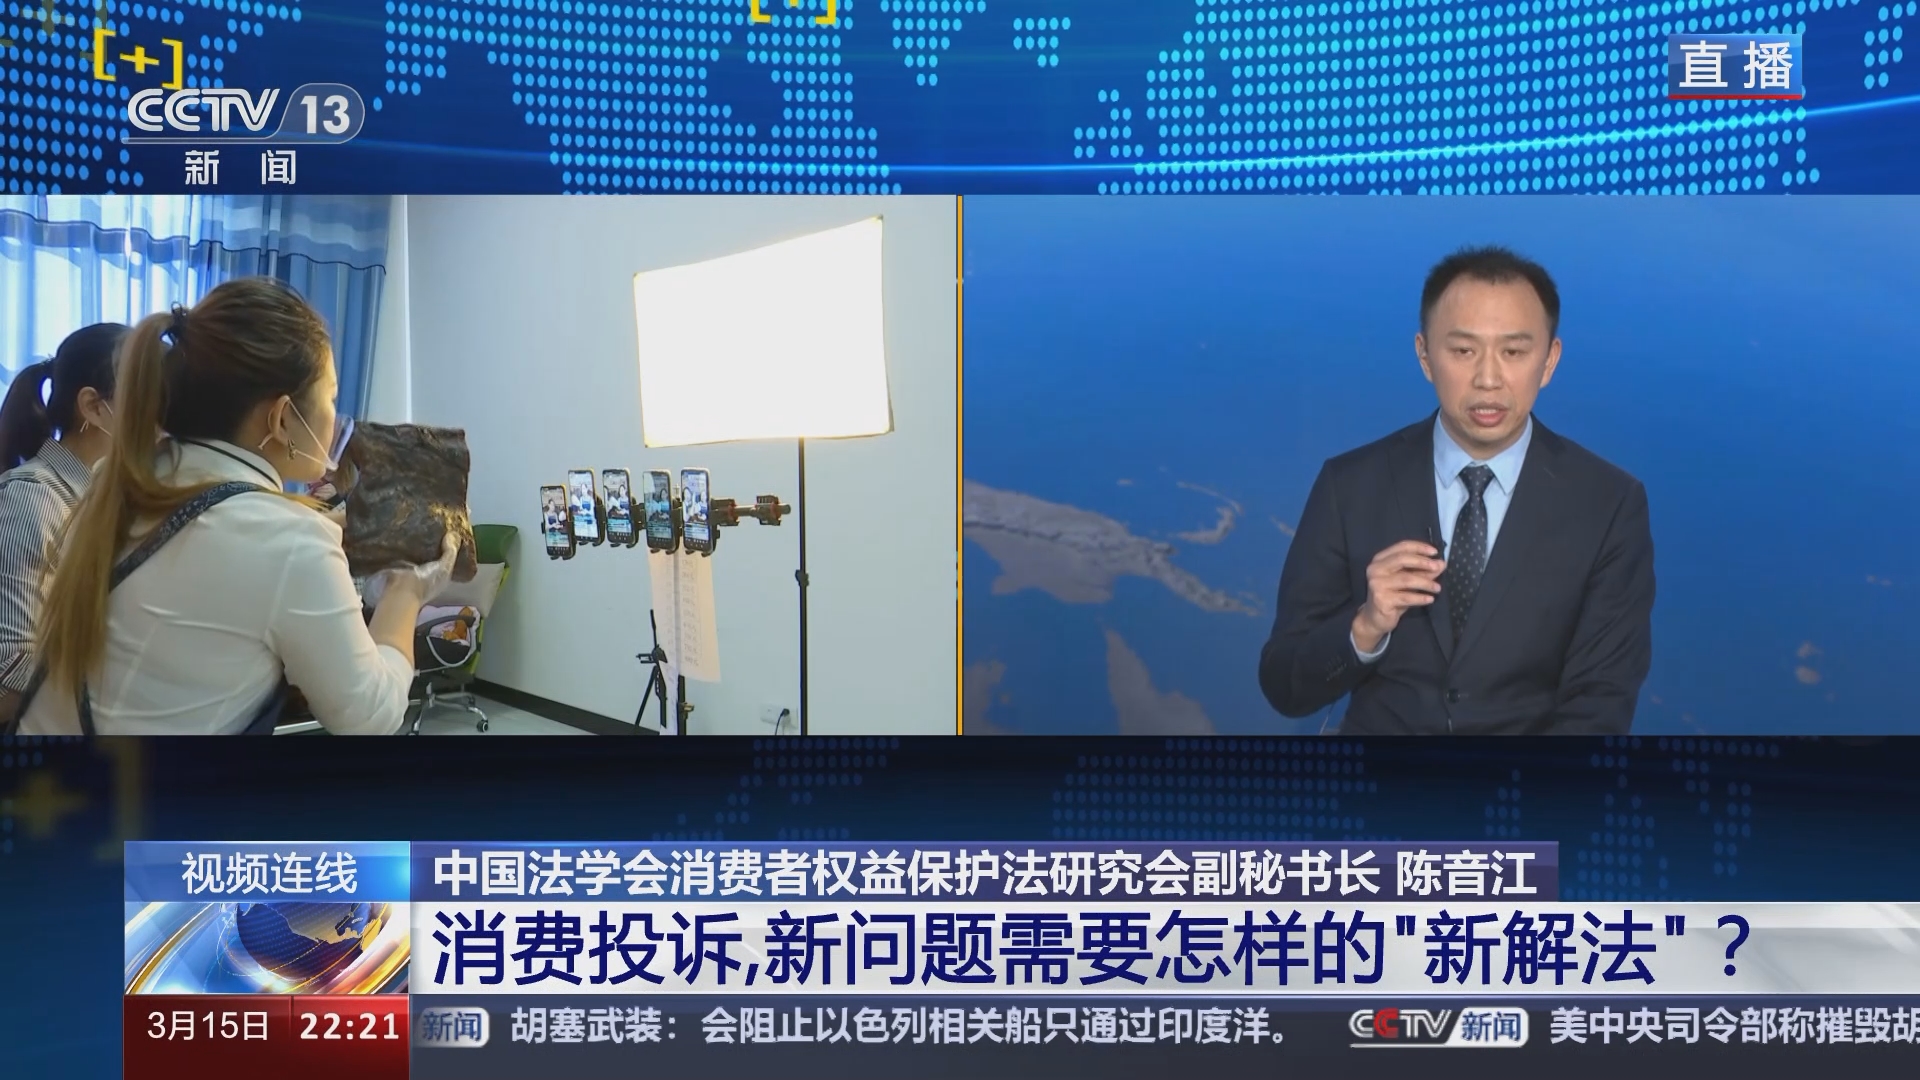 直播
CCTV 13
新闻
视频连线
中国法学会消费者权益保护法研究会副秘书长 陈音江
消费投诉,新问题需要怎样的"新解法"？
3月15日 22:21
新闻 胡塞武装：会阻止以色列相关船只通过印度洋。 CCTV 新闻 美中央司令部称摧毁胡